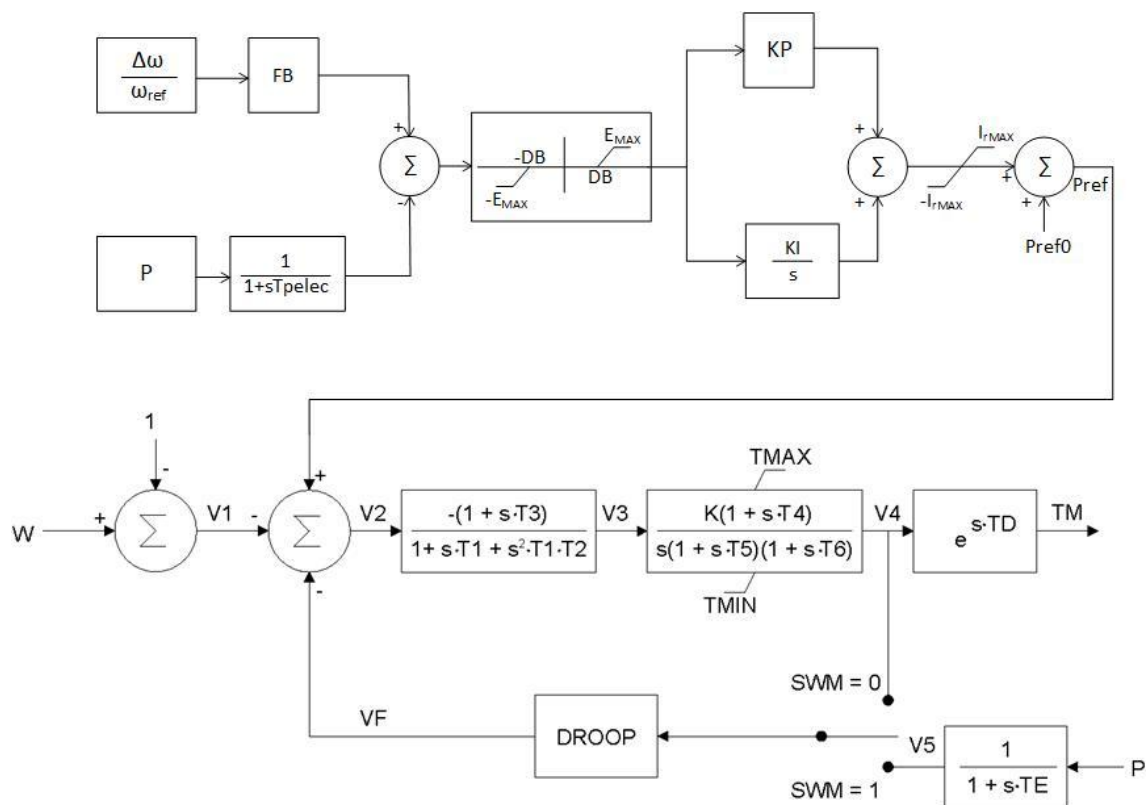 Δω
ωref
FB
+
-
Σ
P
1
1+sTpelec
-DB
-EMAX
EMAX
DB
KP
KI
s
+
+
Σ
IrMAX
-IrMAX
+
Σ
Pref
+
Pref0
1
-
W
+
Σ
V1
+
-
Σ
-
V2
-(1 + s·T3)
1+ s·T1 + s²·T1·T2
V3
TMAX
K(1 + s·T4)
s(1 + s·T5)(1 + s·T6)
TMIN
V4
e^s·TD
TM
SWM = 0
VF
DROOP
V5
SWM = 1
1
1 + s·TE
P